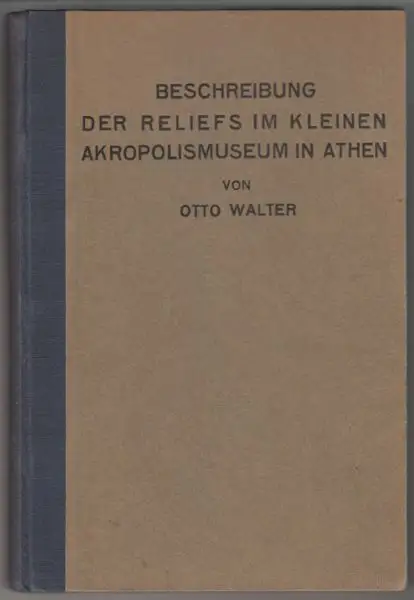 BESCHREIBUNG
DER RELIEFS IM KLEINEN
AKROPOLISMUSEUM IN ATHEN
VON
OTTO WALTER